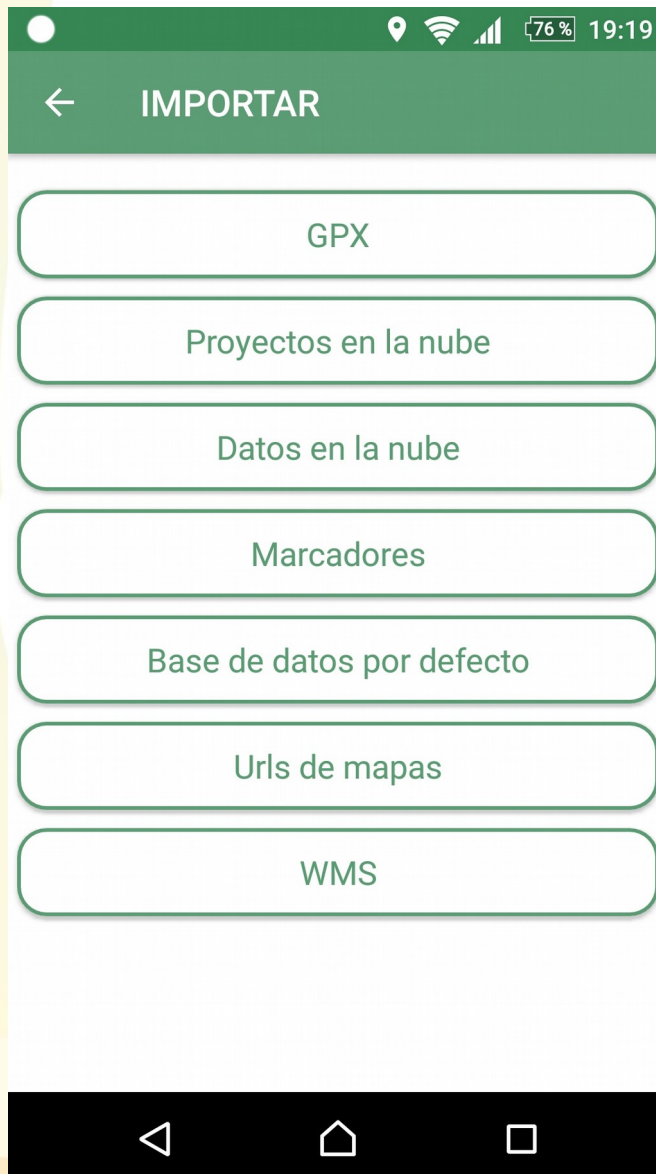 76 % 19:19
IMPORTAR
GPX
Proyectos en la nube
Datos en la nube
Marcadores
Base de datos por defecto
Urls de mapas
WMS